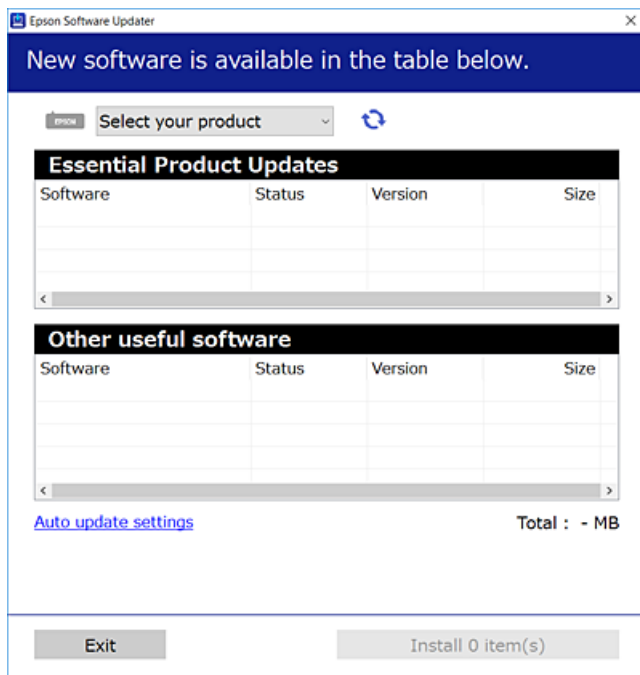 Epson Software Updater
New software is available in the table below.
EPSON Select your product
Essential Product Updates
Software Status Version Size
Other useful software
Software Status Version Size
Auto update settings Total : - MB
Exit Install 0 item(s)